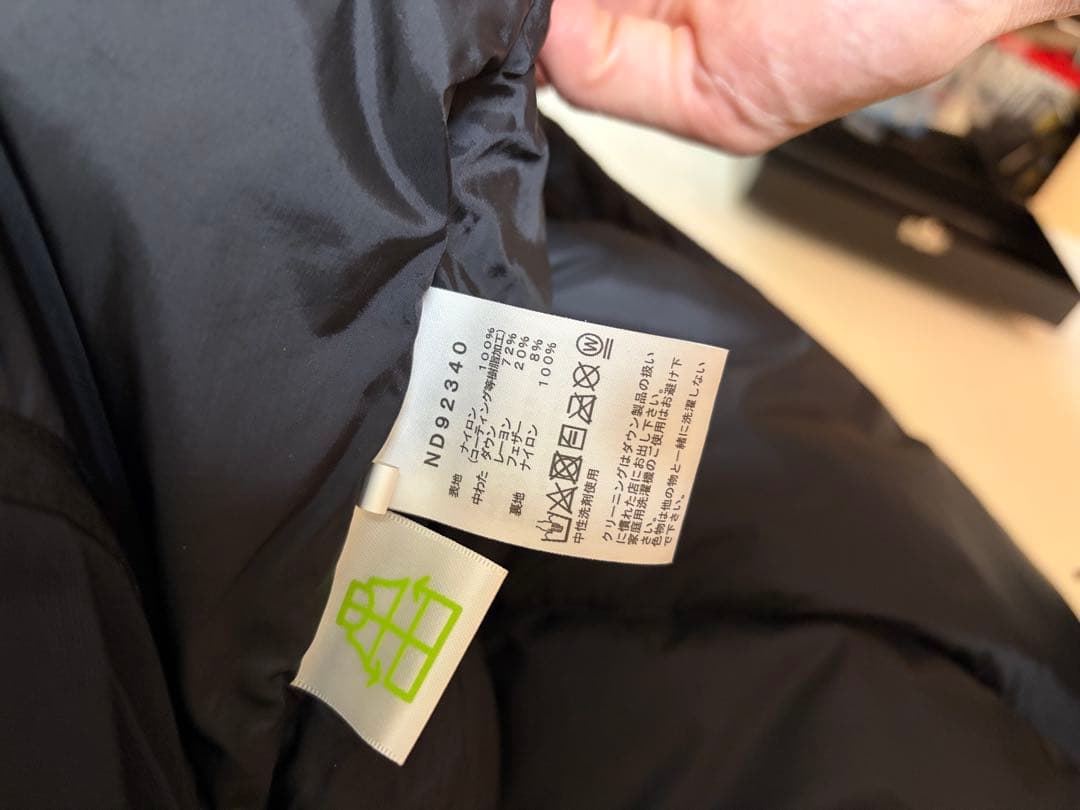 ND92340
表地 ナイロン 100%
(コーティング等樹脂加工)
中わた ダウン 72%
レーヨン 20%
フェザー 8%
裏地 ナイロン 100%
W
中性洗剤使用
クリーニングはダウン製品の扱い
に慣れた店にお出し下さい。
家庭用洗濯機のご使用はお避け下
さい。
色物は他の物と一緒に洗濯しない
で下さい。